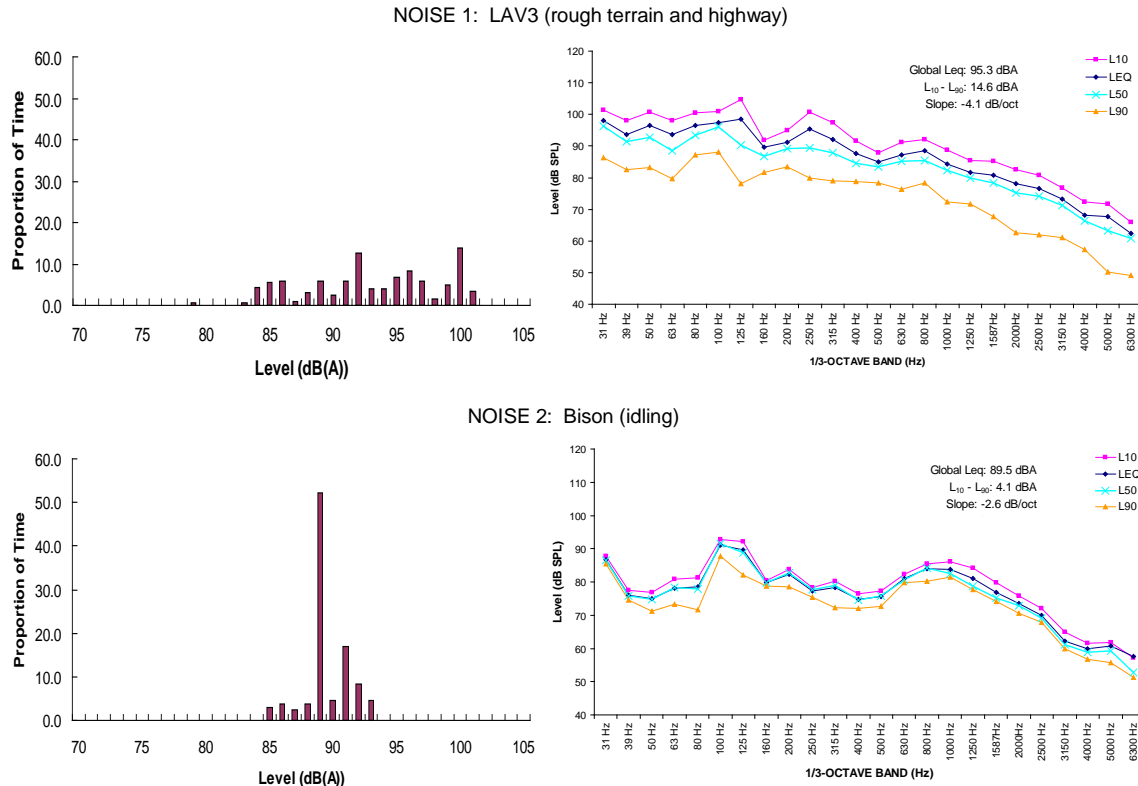 NOISE 1: LAV3 (rough terrain and highway)
Proportion of Time
60.0
50.0
40.0
30.0
20.0
10.0
0.0
70 75 80 85 90 95 100 105
Level (dB(A))
Level (dB SPL)
120
110
100
90
80
70
60
50
40
Global Leq: 95.3 dBA
L10 - L90: 14.6 dBA
Slope: -4.1 dB/oct
L10
LEQ
L50
L90
31 Hz
39 Hz
50 Hz
63 Hz
80 Hz
100 Hz
125 Hz
160 Hz
200 Hz
250 Hz
315 Hz
400 Hz
500 Hz
630 Hz
800 Hz
1000 Hz
1250 Hz
1587Hz
2000Hz
2500 Hz
3150 Hz
4000 Hz
5000 Hz
6300 Hz
1/3-OCTAVE BAND (Hz)
NOISE 2: Bison (idling)
Proportion of Time
60.0
50.0
40.0
30.0
20.0
10.0
0.0
70 75 80 85 90 95 100 105
Level (dB(A))
Level (dB SPL)
120
110
100
90
80
70
60
50
40
Global Leq: 89.5 dBA
L10 - L90: 4.1 dBA
Slope: -2.6 dB/oct
L10
LEQ
L50
L90
31 Hz
39 Hz
50 Hz
63 Hz
80 Hz
100 Hz
125 Hz
160 Hz
200 Hz
250 Hz
315 Hz
400 Hz
500 Hz
630 Hz
800 Hz
1000 Hz
1250 Hz
1587Hz
2000Hz
2500 Hz
3150 Hz
4000 Hz
5000 Hz
6300 Hz
1/3-OCTAVE BAND (Hz)